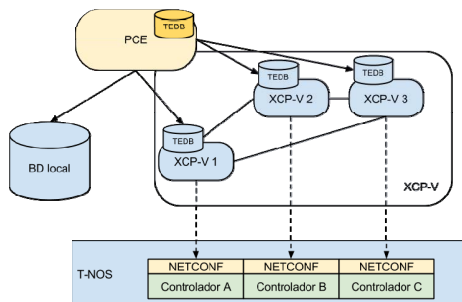 TEDB
PCE
TEDB
XCP-V 2
TEDB
XCP-V 3
TEDB
XCP-V 1
BD local
XCP-V
T-NOS
NETCONF NETCONF NETCONF
Controlador A Controlador B Controlador C